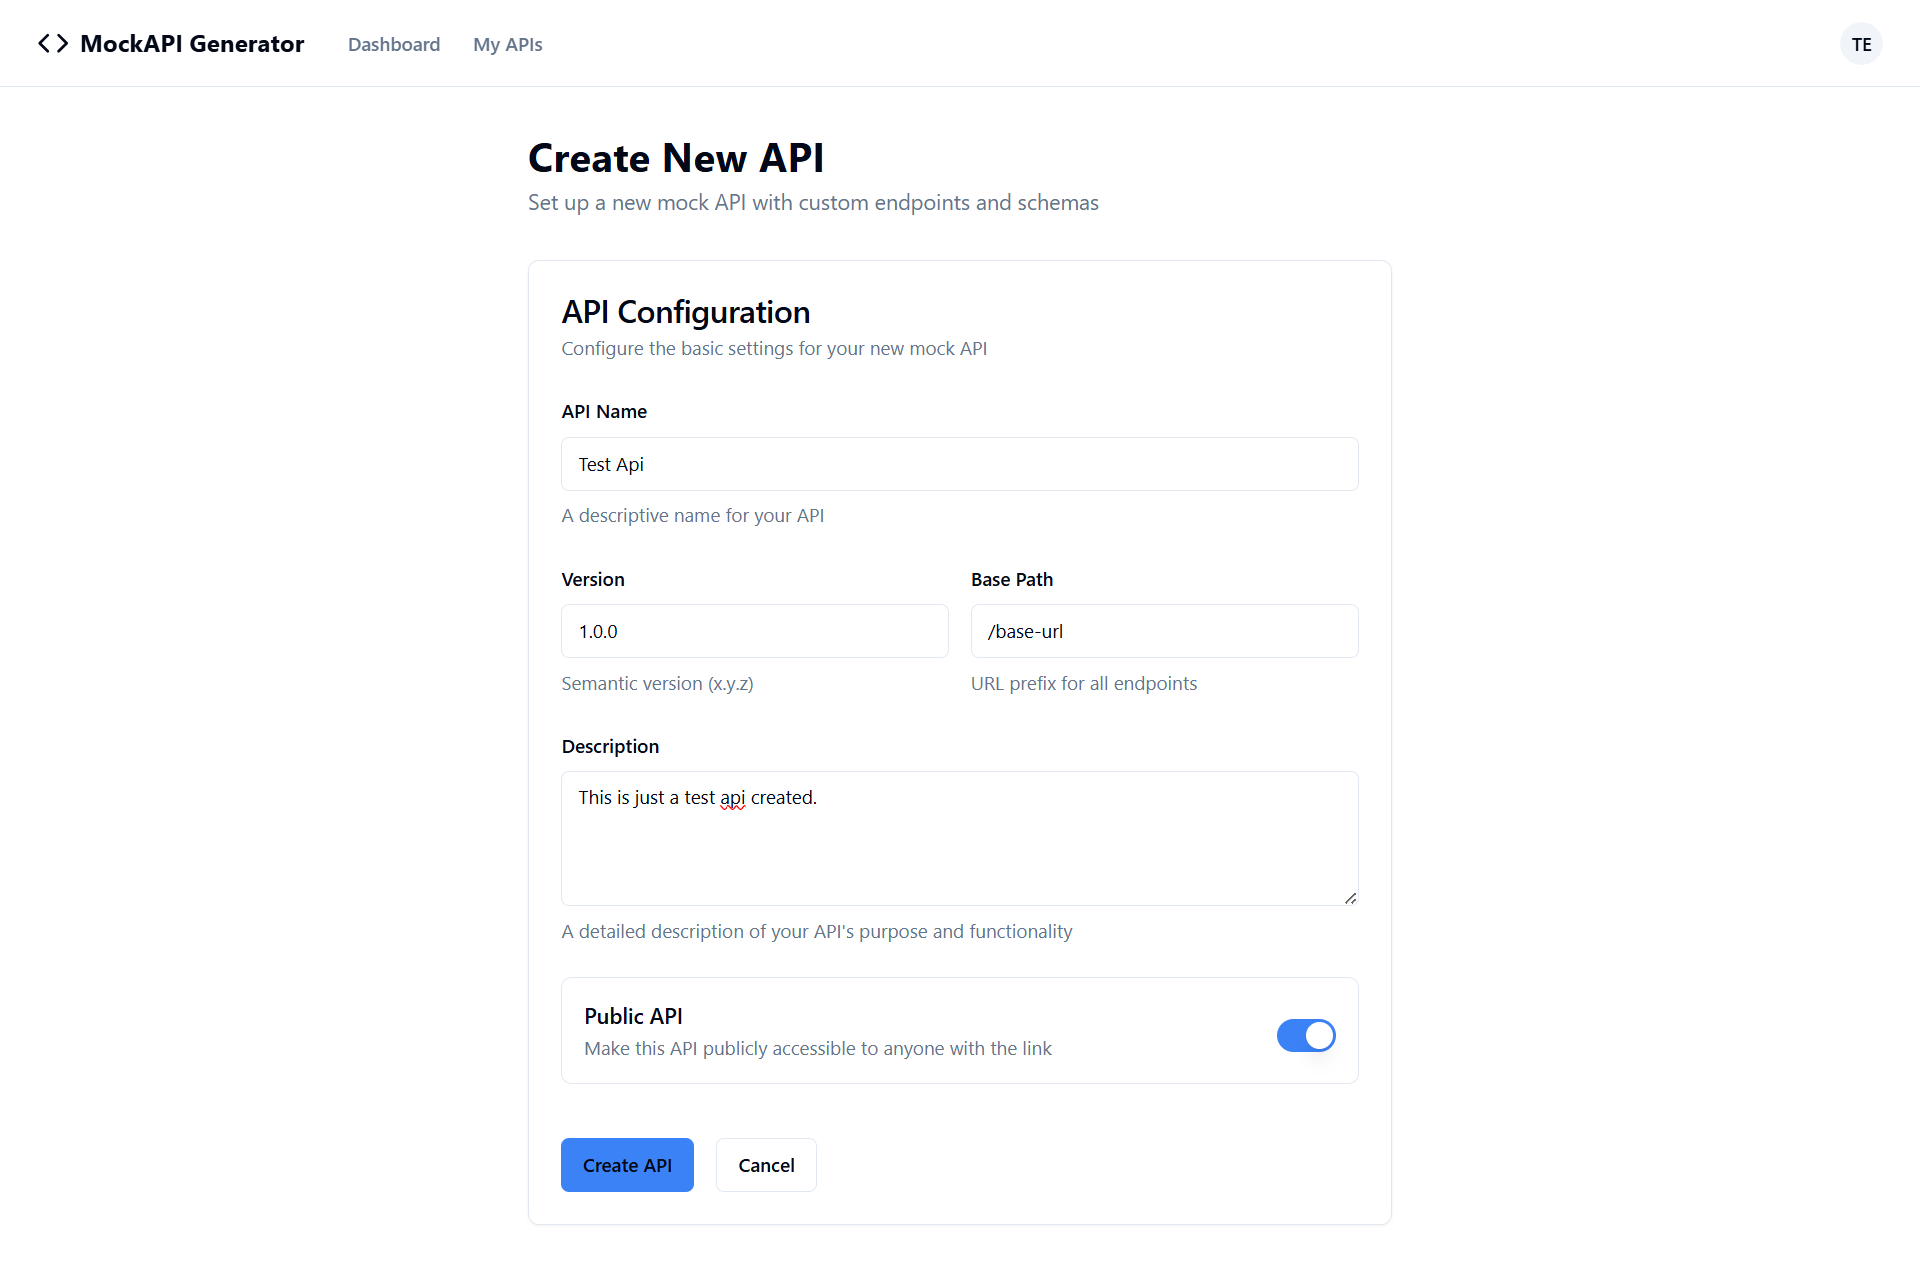 MockAPI Generator
Dashboard
My APIs
TE
Create New API
Set up a new mock API with custom endpoints and schemas
API Configuration
Configure the basic settings for your new mock API
API Name
Test Api
A descriptive name for your API
Version
Base Path
1.0.0
/base-url
Semantic version (x.y.z)
URL prefix for all endpoints
Description
This is just a test api created.
A detailed description of your API's purpose and functionality
Public API
Make this API publicly accessible to anyone with the link
Create API
Cancel